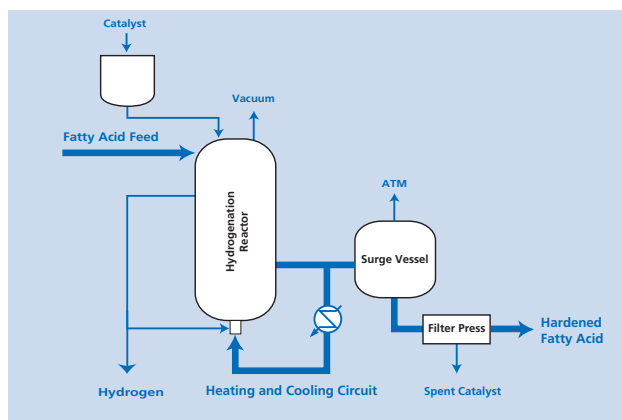 Catalyst
Vacuum
Fatty Acid Feed
ATM
Hydrogenation
Reactor
Surge Vessel
Filter Press
Hardened
Fatty Acid
Hydrogen
Heating and Cooling Circuit
Spent Catalyst